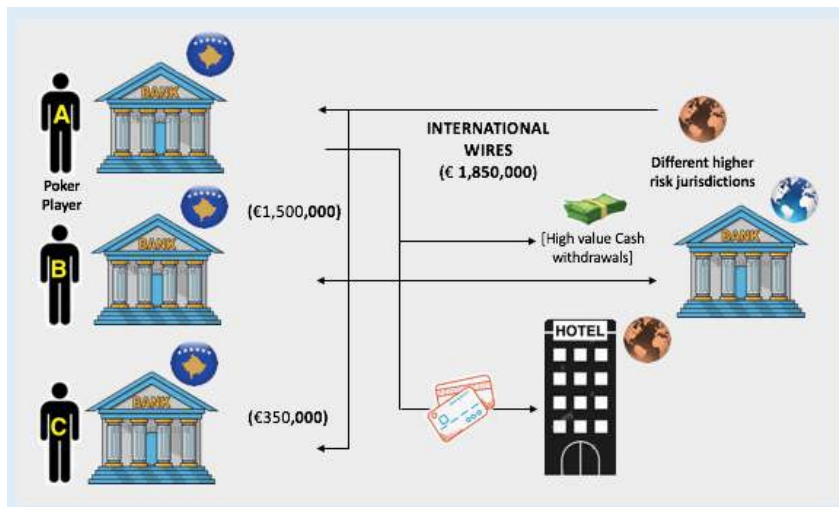 BANK
A
Poker
Player
INTERNATIONAL
WIRES
(€ 1,850,000)
Different higher
risk jurisdictions
(€1,500,000)
[High value Cash
withdrawals]
BANK
B
BANK
HOTEL
BANK
C
(€350,000)